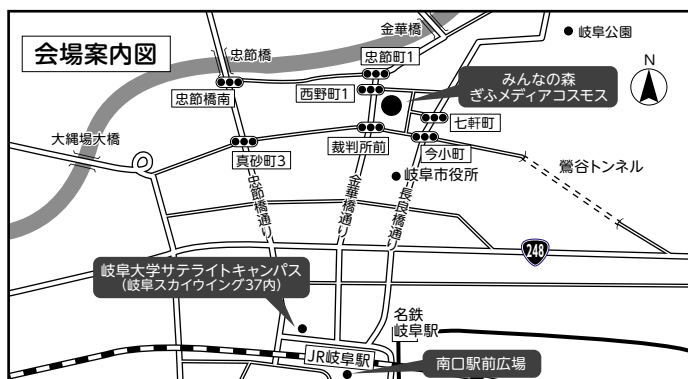 会場案内図
忠節橋
金華橋
忠節町1
岐阜公園
N
忠節橋南
西野町1
みんなの森
ぎふメディアコスモス
七軒町
大縄場大橋
真砂町3
裁判所前
今小町
岐阜市役所
鶯谷トンネル
忠節橋通り
金華橋通り
長良橋通り
248
岐阜大学サテライトキャンパス
(岐阜スカイウイング37内)
名鉄
岐阜駅
JR岐阜駅
南口駅前広場